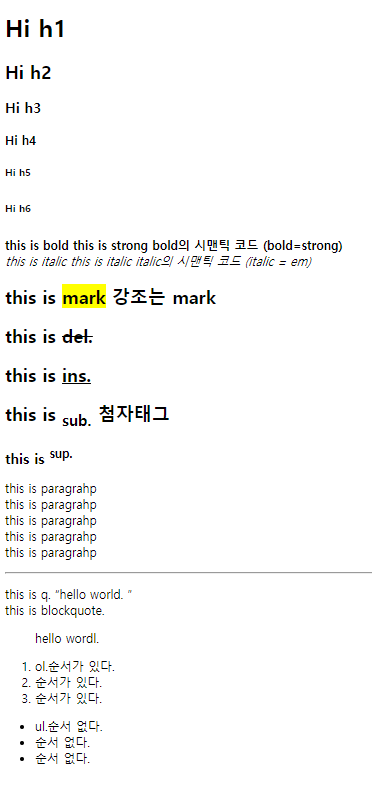 Hi h1
Hi h2
Hi h3
Hi h4
Hi h5
Hi h6
this is bold this is strong bold의 시맨틱 코드 (bold=strong)
this is italic this is italic italic의 시맨틱 코드 (italic = em)
this is mark 강조는 mark
this is del.
this is ins.
this is sub. 첨자태그
this is sup.
this is paragrahp
this is paragrahp
this is paragrahp
this is paragrahp
this is paragrahp
this is q. "hello world. "
this is blockquote.
hello wordl.
1. ol.순서가 있다.
2. 순서가 있다.
3. 순서가 있다.
• ul.순서 없다.
• 순서 없다.
• 순서 없다.